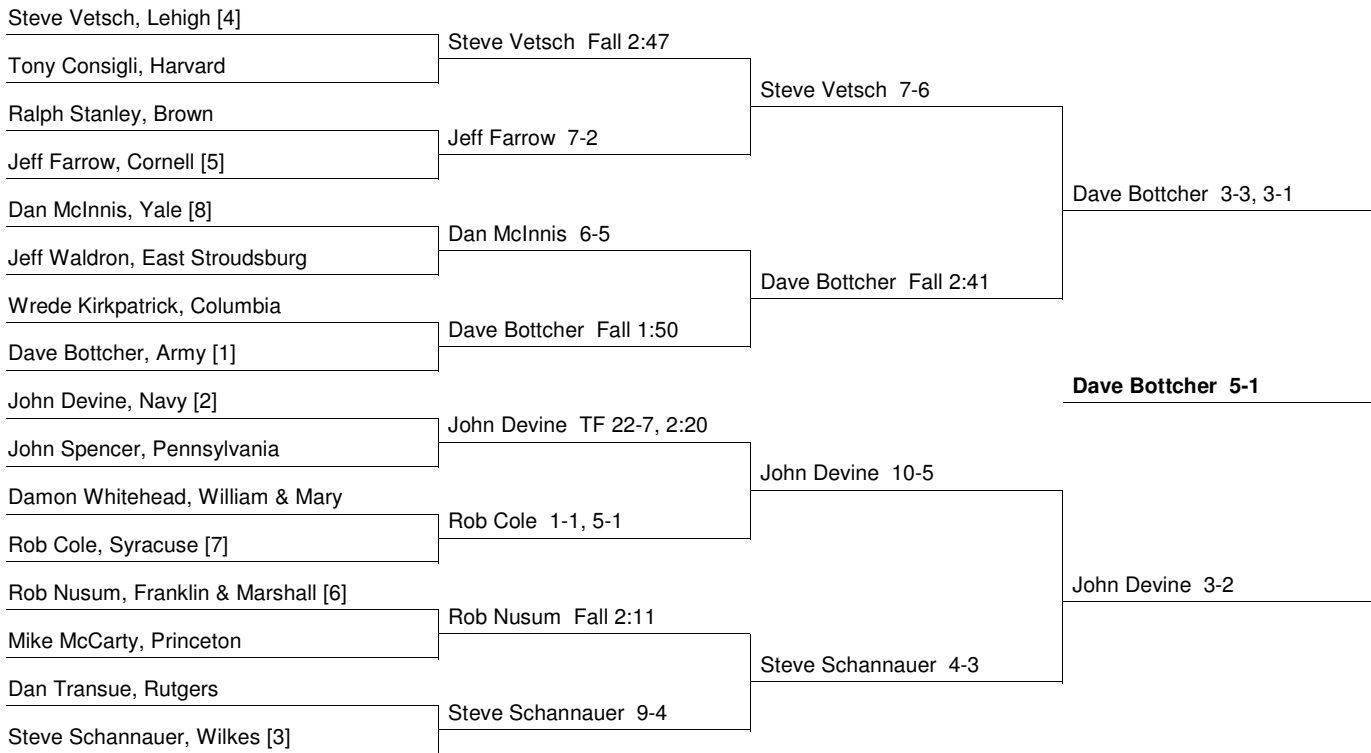 Steve Vetsch, Lehigh [4]
Tony Consigli, Harvard
Ralph Stanley, Brown
Jeff Farrow, Cornell [5]
Dan McInnis, Yale [8]
Jeff Waldron, East Stroudsburg
Wrede Kirkpatrick, Columbia
Dave Bottcher, Army [1]
John Devine, Navy [2]
John Spencer, Pennsylvania
Damon Whitehead, William & Mary
Rob Cole, Syracuse [7]
Rob Nusum, Franklin & Marshall [6]
Mike McCarty, Princeton
Dan Transue, Rutgers
Steve Schannauer, Wilkes [3]
Steve Vetsch Fall 2:47
Jeff Farrow 7-2
Dan McInnis 6-5
Dave Bottcher Fall 1:50
John Devine TF 22-7, 2:20
Rob Cole 1-1, 5-1
Rob Nusum Fall 2:11
Steve Schannauer 9-4
Steve Vetsch 7-6
Dave Bottcher Fall 2:41
John Devine 10-5
Steve Schannauer 4-3
Dave Bottcher 3-3, 3-1
Dave Bottcher 5-1
John Devine 3-2